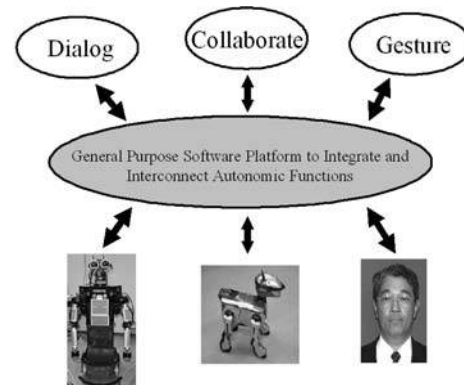 Dialog
Collaborate
Gesture
General Purpose Software Platform to Integrate and
Interconnect Autonomic Functions